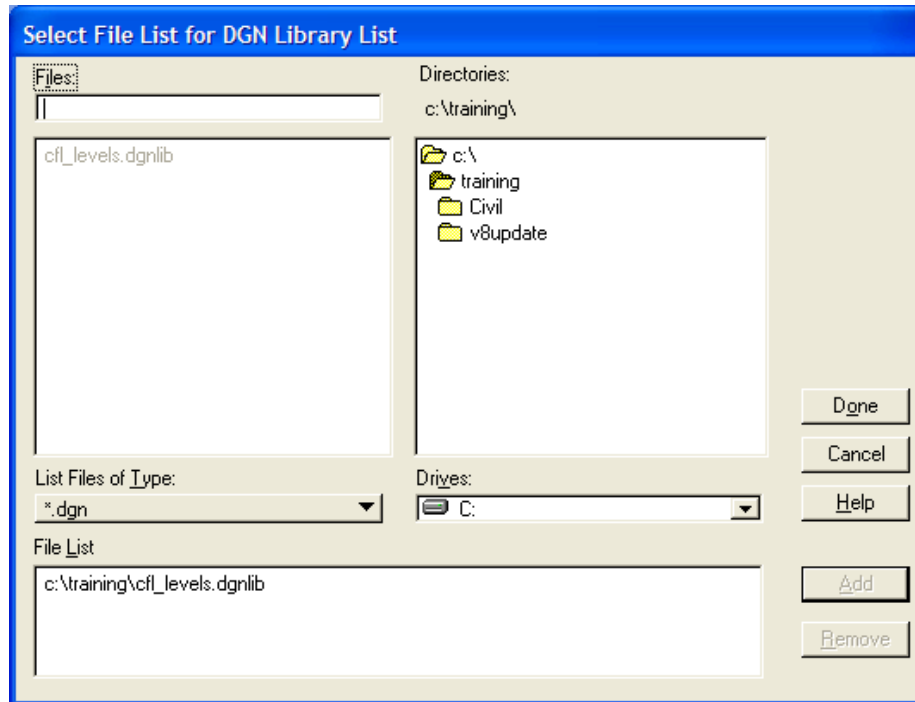 Select File List for DGN Library List
Files:
Directories:
c:\training\
cfl_levels.dgnlib
c:\
training
Civil
v8update
Done
Cancel
Help
List Files of Type:
*.dgn
Drives:
C:
File List
c:\training\cfl_levels.dgnlib
Add
Remove